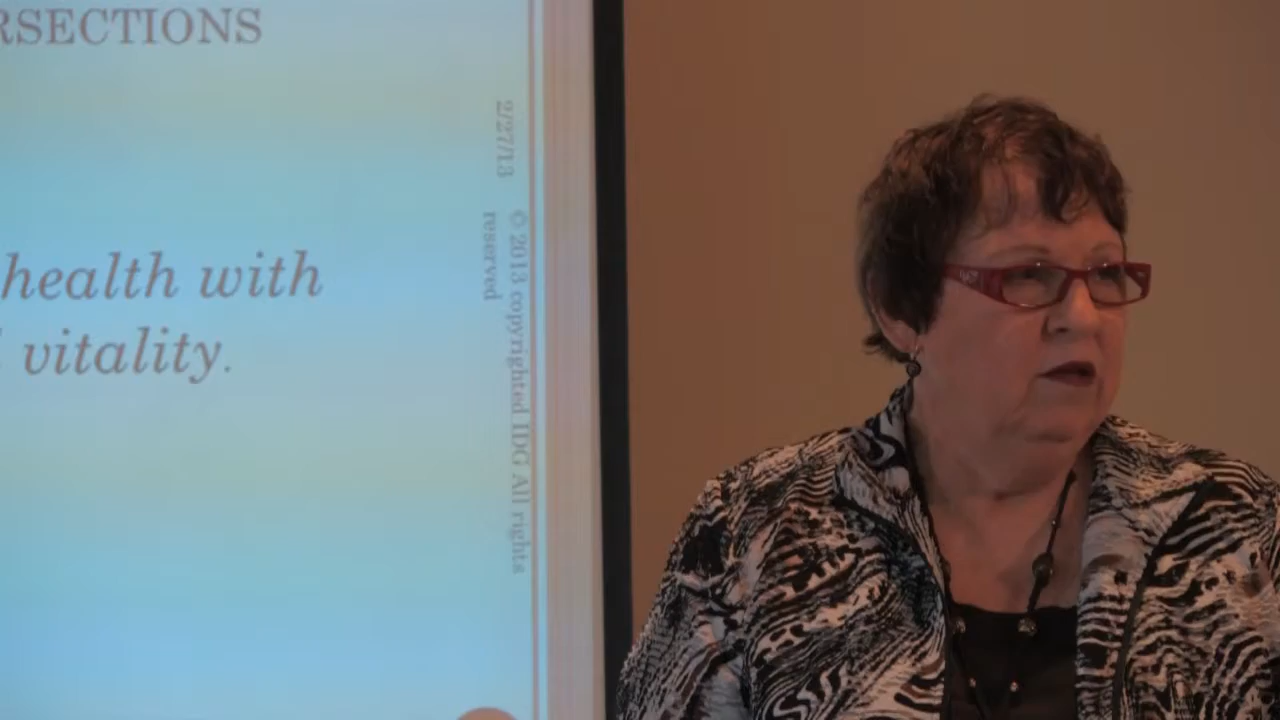 RSECTIONS
health with
vitality.
2/27/13
© 2013 copyrighted IDG All rights
reserved